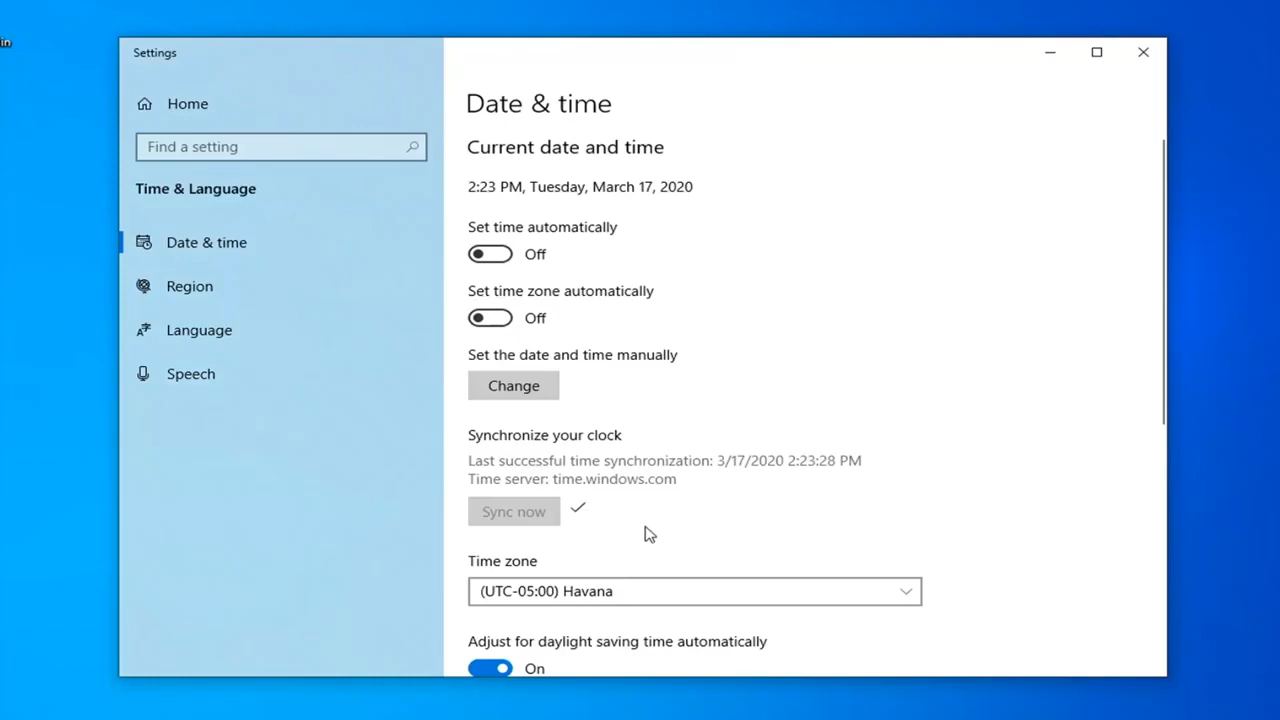 in
Settings
Home
Find a setting
Time & Language
Date & time
Region
Language
Speech
Date & time
Current date and time
2:23 PM, Tuesday, March 17, 2020
Set time automatically
Off
Set time zone automatically
Off
Set the date and time manually
Change
Synchronize your clock
Last successful time synchronization: 3/17/2020 2:23:28 PM
Time server: time.windows.com
Sync now
Time zone
(UTC-05:00) Havana
Adjust for daylight saving time automatically
On